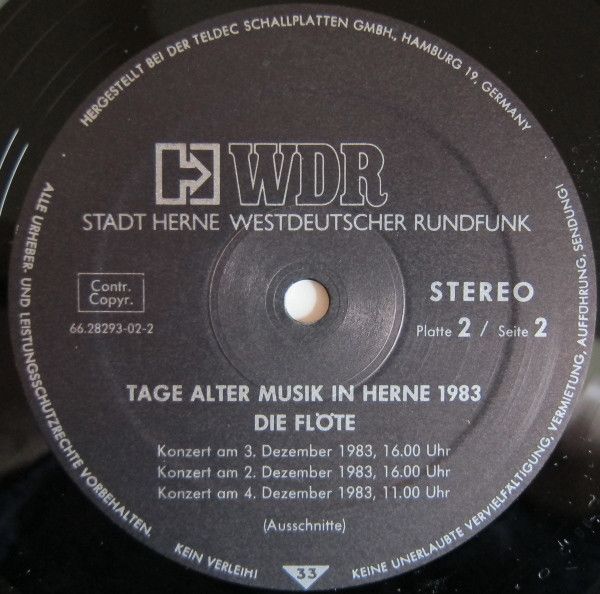 HERGESTELLT BEI DER TELDEC SCHALLPLATTEN GMBH., HAMBURG 19, GERMANY
WDR
STADT HERNE WESTDEUTSCHER RUNDFUNK
Contr.
Copyr.
66.28293-02-2
STEREO
Platte 2 / Seite 2
TAGE ALTER MUSIK IN HERNE 1983
DIE FLÖTE
Konzert am 3. Dezember 1983, 16.00 Uhr
Konzert am 2. Dezember 1983, 16.00 Uhr
Konzert am 4. Dezember 1983, 11.00 Uhr
(Ausschnitte)
ALLE URHEBER- UND LEISTUNGSSCHUTZRECHTE VORBEHALTEN.
KEIN VERLEIH!
33
KEINE UNERLAUBTE VERVIELFÄLTIGUNG, VERMIETUNG, AUFFÜHRUNG, SENDUNG!